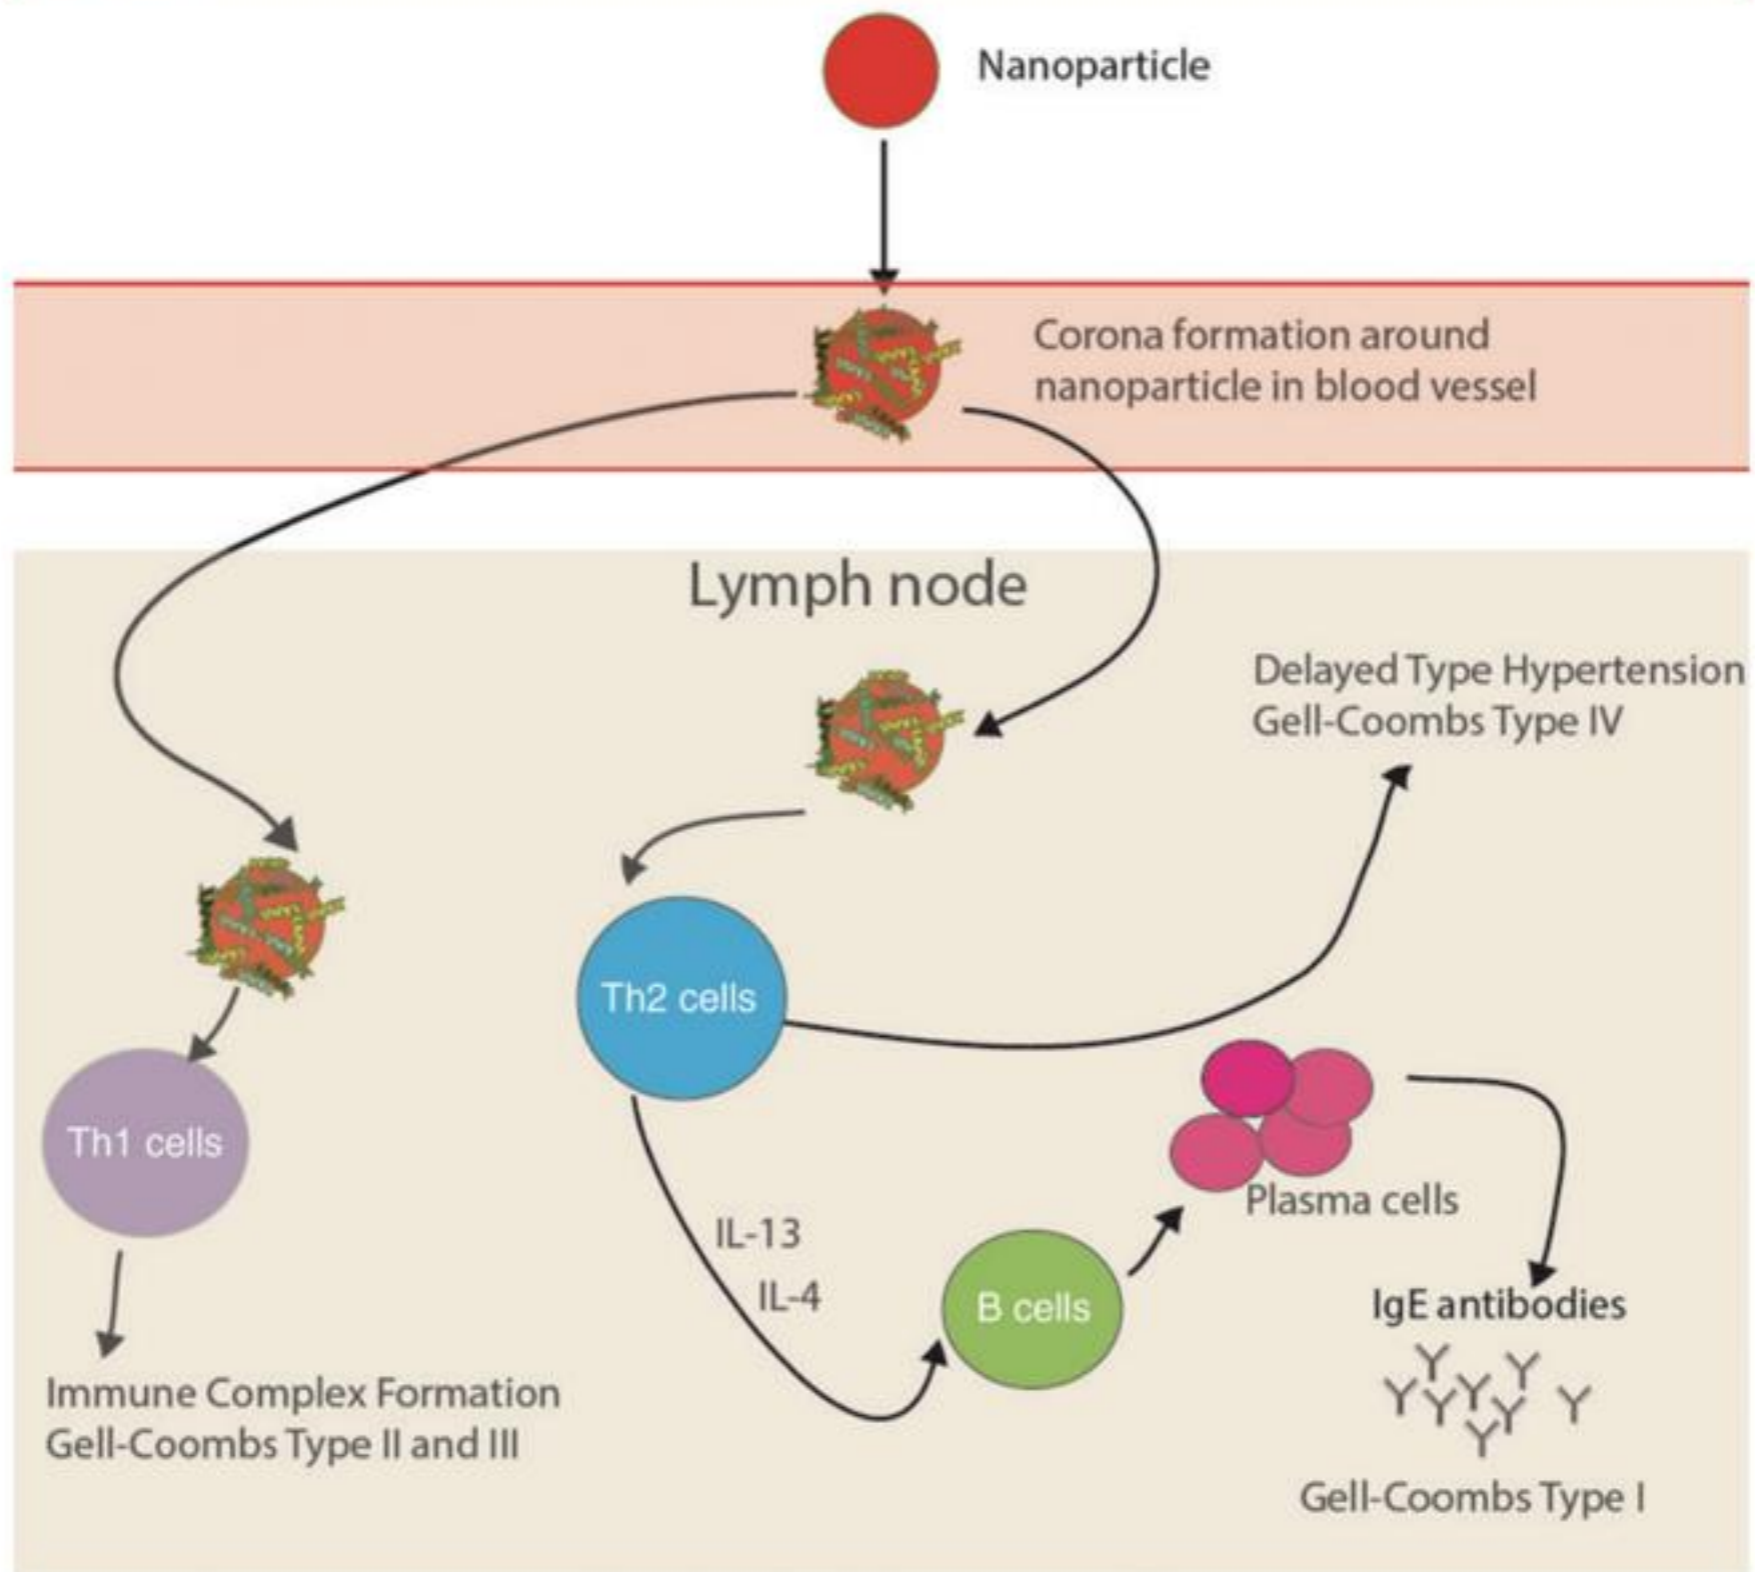 Nanoparticle
Corona formation around
nanoparticle in blood vessel
Lymph node
Delayed Type Hypertension
Gell-Coombs Type IV
Th2 cells
Th1 cells
Plasma cells
IL-13
IL-4
B cells
IgE antibodies
Immune Complex Formation
Gell-Coombs Type II and III
Gell-Coombs Type I